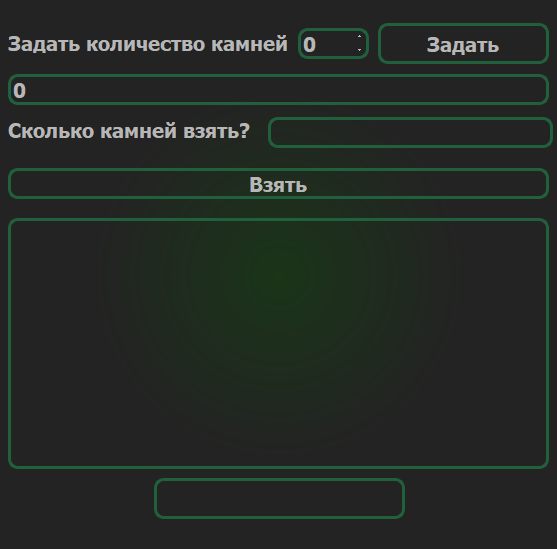 Задать количество камней 0 Задать
0
Сколько камней взять?
Взять